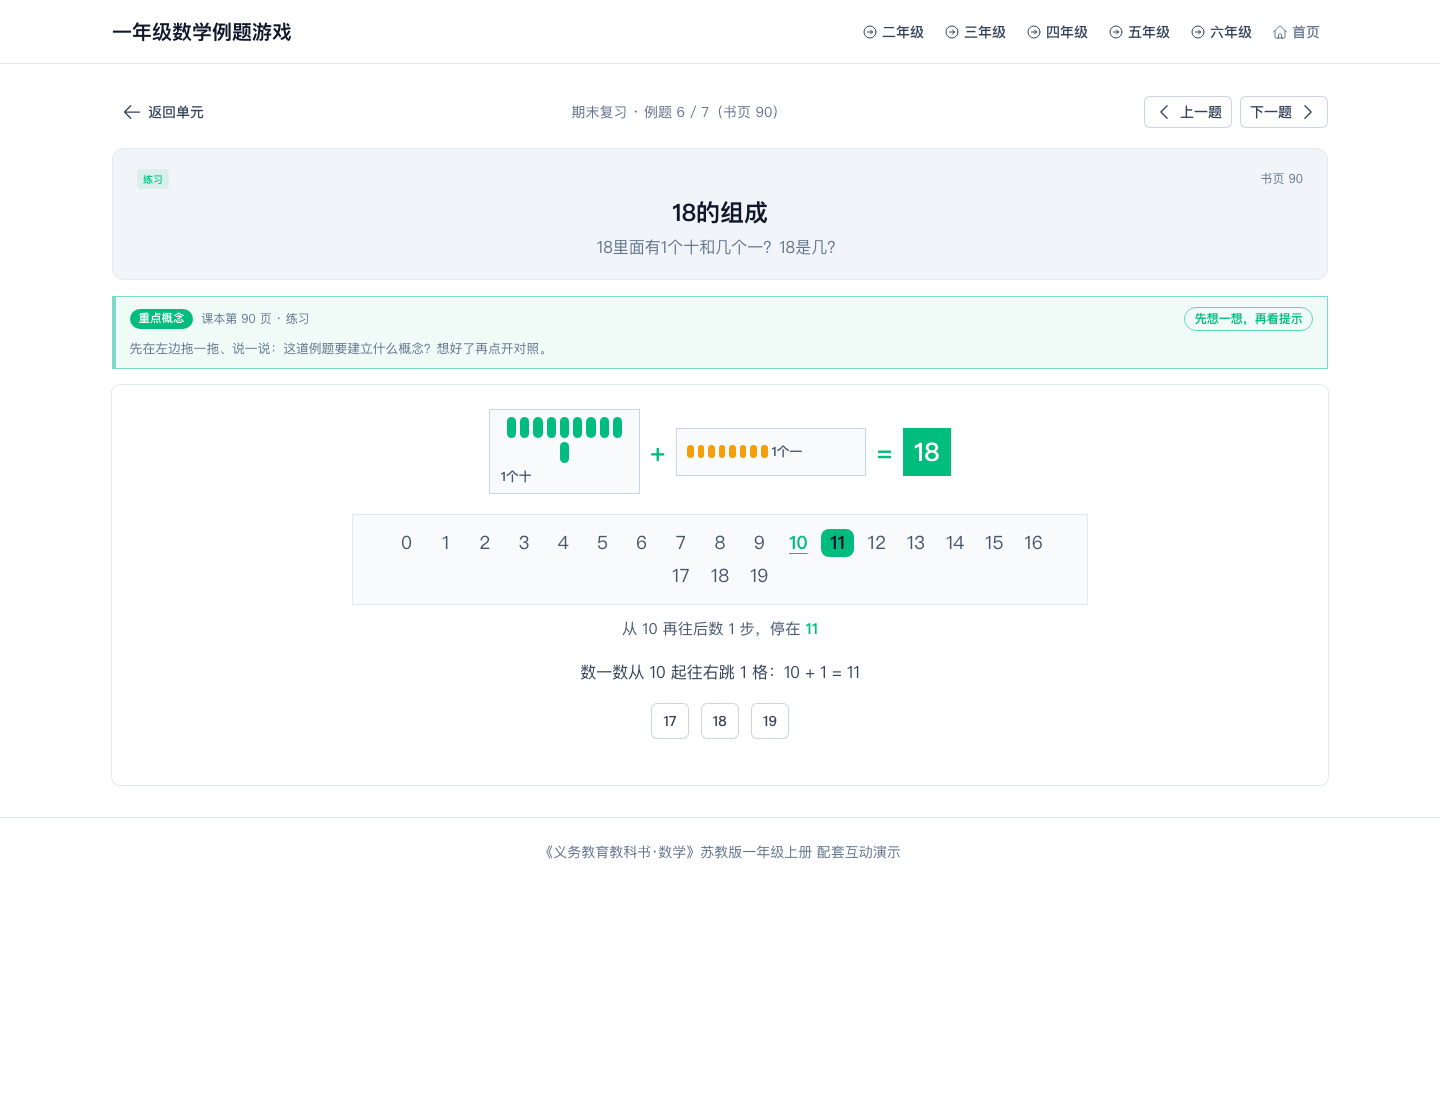 一年级数学例题游戏
二年级 三年级 四年级 五年级 六年级 首页
返回单元
期末复习 · 例题 6 / 7（书页 90）
上一题 下一题
练习
书页 90
18的组成
18里面有1个十和几个一？18是几？
重点概念 课本第 90 页 · 练习
先想一想，再看提示
先在左边拖一拖、说一说：这道例题要建立什么概念？想好了再点开对照。
1个十
+
1个一
=
18
0 1 2 3 4 5 6 7 8 9 10 11 12 13 14 15 16
17 18 19
从 10 再往后数 1 步，停在 11
数一数从 10 起往右跳 1 格：10 + 1 = 11
17 18 19
《义务教育教科书·数学》苏教版一年级上册 配套互动演示